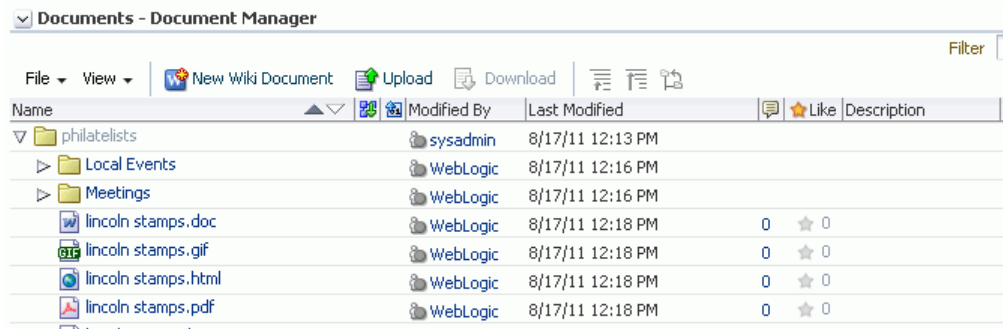 Documents - Document Manager
Filter
File View New Wiki Document Upload Download
Name Modified By Last Modified Like Description
philatelists sysadmin 8/17/11 12:13 PM
Local Events WebLogic 8/17/11 12:16 PM
Meetings WebLogic 8/17/11 12:16 PM
lincoln stamps.doc WebLogic 8/17/11 12:18 PM 0 0
GIF lincoln stamps.gif WebLogic 8/17/11 12:18 PM 0 0
lincoln stamps.html WebLogic 8/17/11 12:18 PM 0 0
lincoln stamps.pdf WebLogic 8/17/11 12:18 PM 0 0